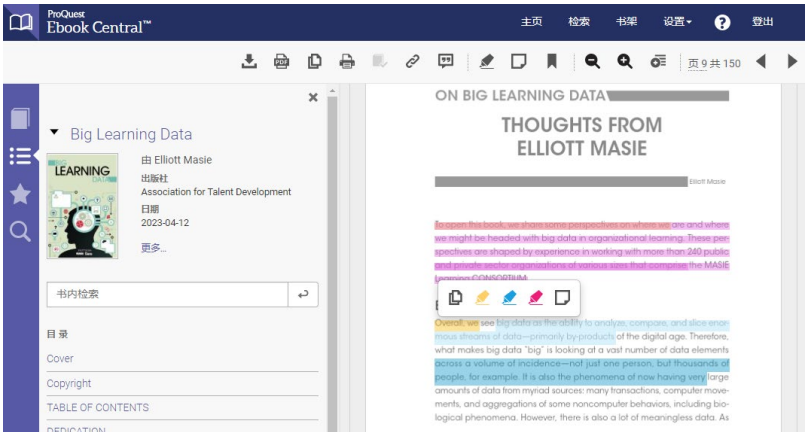 ProQuest
Ebook Central™
主页 检索 书架 设置 ? 登出
PDF
页 9 共 150
×
Big Learning Data
BIG
LEARNING
DATA
由 Elliott Masie
出版社
Association for Talent Development
日期
2023-04-12
更多...
书内检索
目录
Cover
Copyright
TABLE OF CONTENTS
DEDICATION
ON BIG LEARNING DATA
THOUGHTS FROM
ELLIOTT MASIE
Elliott Masie
To open this book, we share some perspectives on where we are and where
we might be headed with big data in organizational learning. These per-
spectives are shaped by experience in working with more than 240 public
and private sector organizations of various sizes that comprise the MASIE
Learning CONSORTIUM.
Overall, we see big data as the ability to analyze, compare, and slice enor-
mous streams of data—primarily by-products of the digital age. Therefore,
what makes big data "big" is looking at a vast number of data elements
across a volume of incidence—not just one person, but thousands of
people, for example. It is also the phenomena of now having very large
amounts of data from myriad sources: many transactions, computer move-
ments, and aggregations of some noncomputer behaviors, including bio-
logical phenomena. However, there is also a lot of meaningless data. As